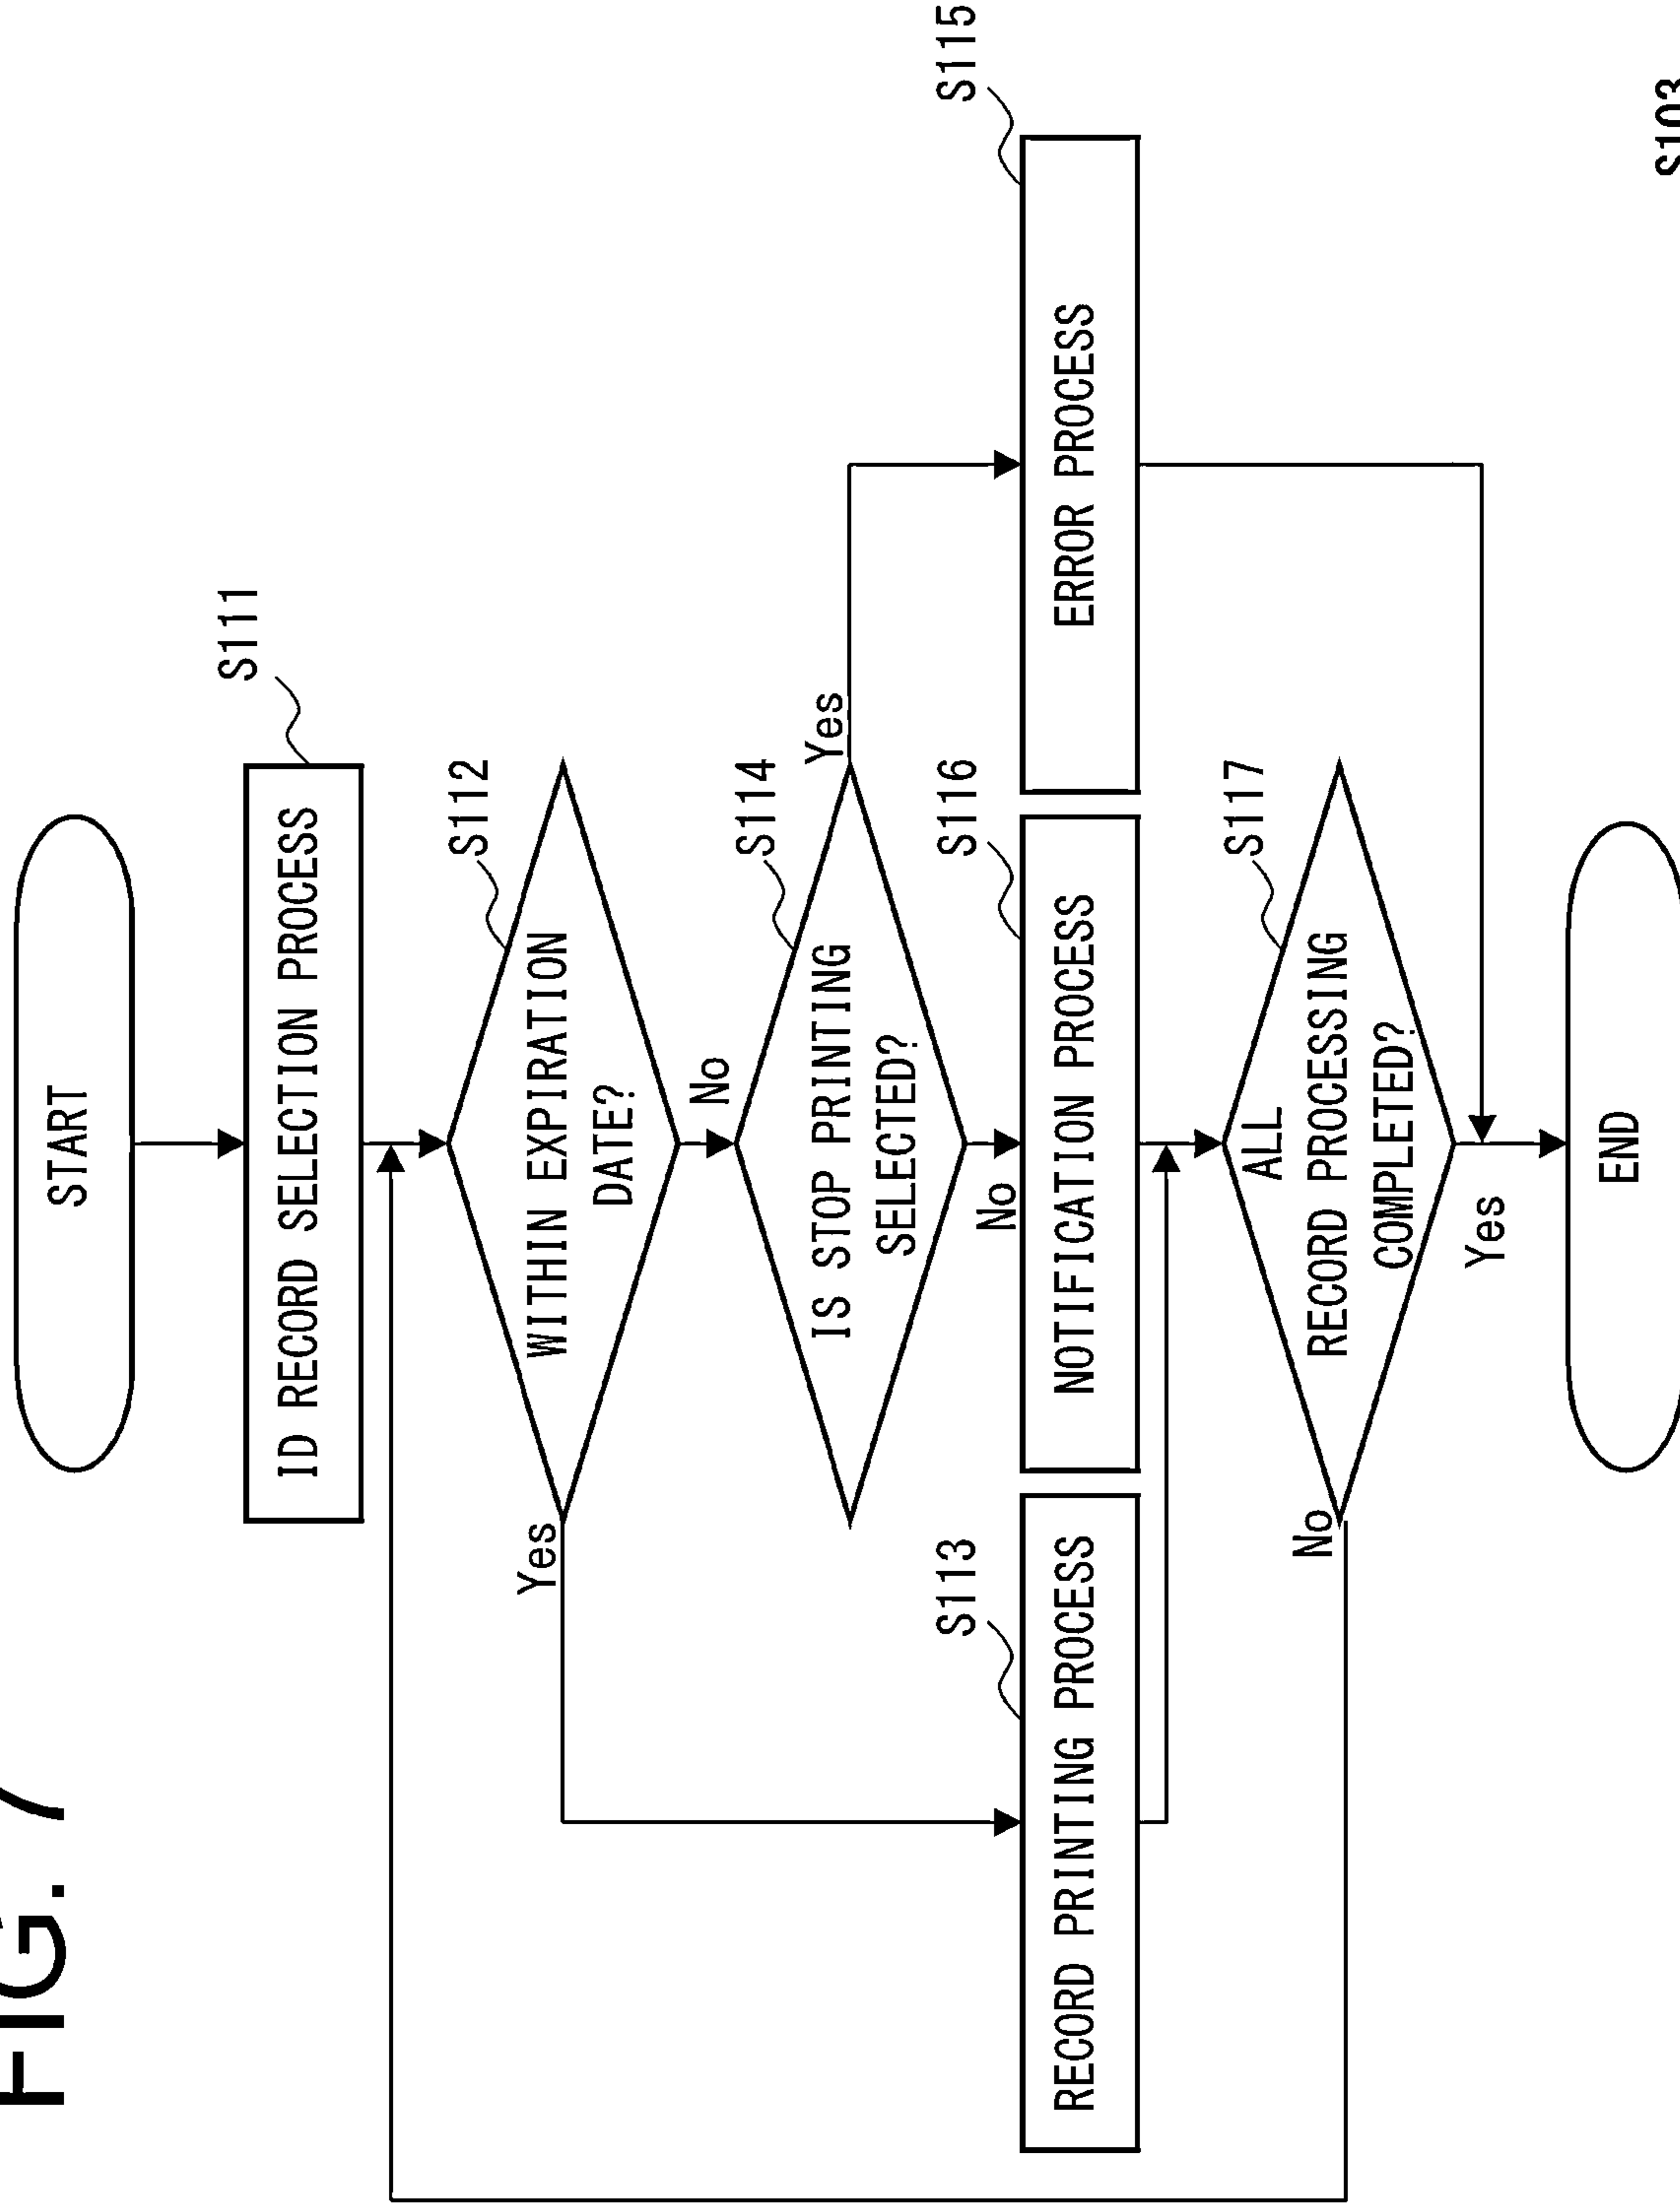 FIG. 7
START
S111
ID RECORD SELECTION PROCESS
S112
WITHIN EXPIRATION
DATE?
Yes
No
S114
IS STOP PRINTING
SELECTED?
Yes
No
S113
RECORD PRINTING PROCESS
S116
NOTIFICATION PROCESS
S115
ERROR PROCESS
S117
ALL
RECORD PROCESSING
COMPLETED?
No
Yes
END
S103